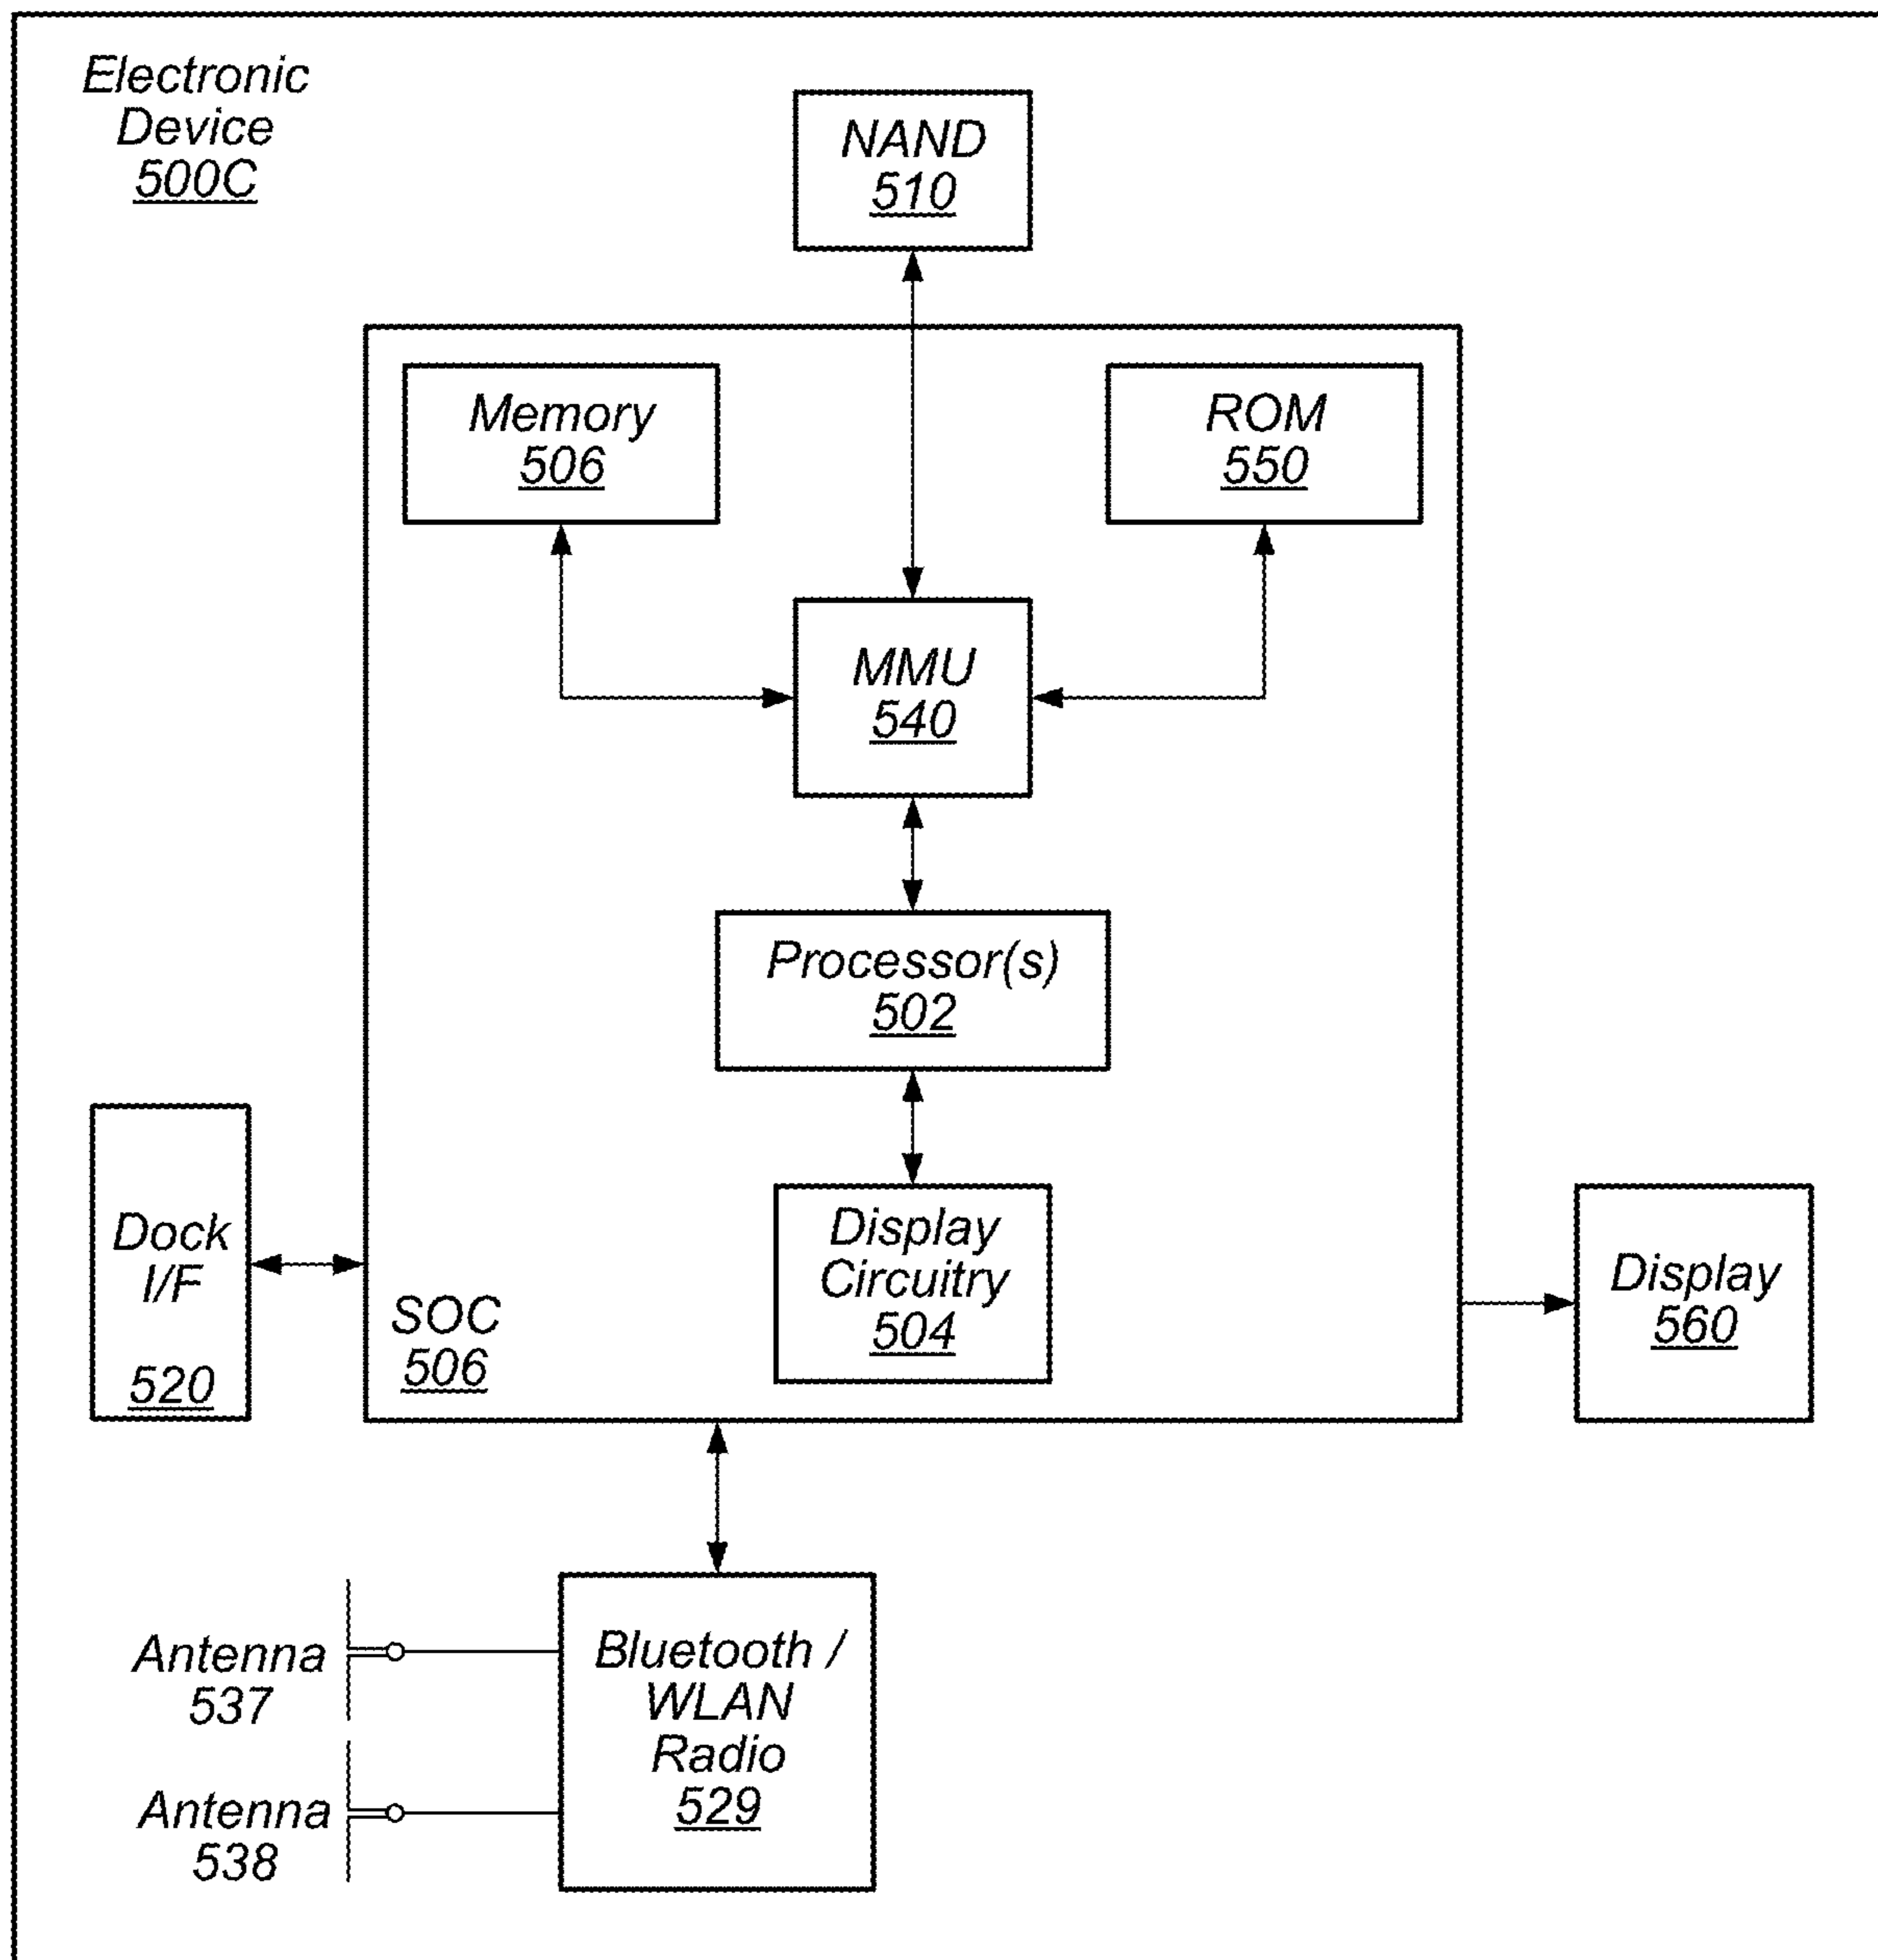 Electronic
Device
500C
NAND
510
Memory
506
ROM
550
MMU
540
Processor(s)
502
Dock
I/F
520
SOC
506
Display
Circuitry
504
Display
560
Antenna
537
Antenna
538
Bluetooth /
WLAN
Radio
529